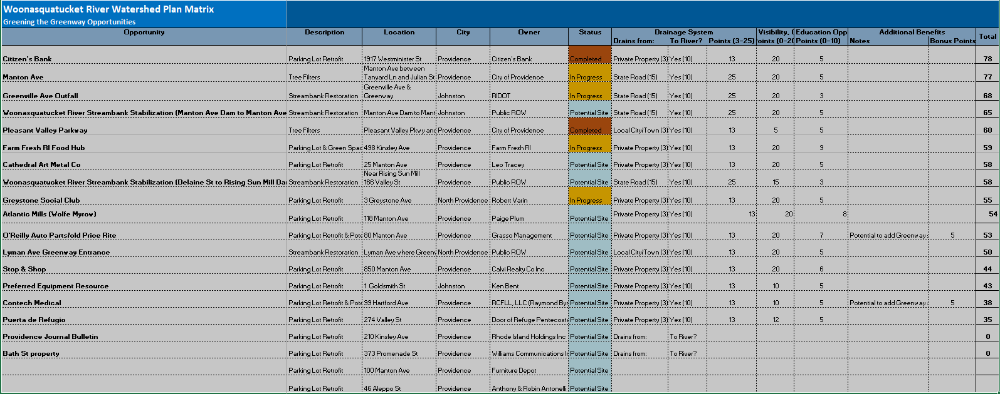 Woonasquatucket River Watershed Plan Matrix
Greening the Greenway Opportunities
Opportunity Description Location City Owner Status Drainage System Visibility, Education Opp Additional Benefits Total
Drains from: To River? Points (3-25) Points (0-20 Points (0-10) Notes Bonus Points
Citizen's Bank Parking Lot Retrofit 1917 Westminister St Providence Citizen's Bank Completed Private Property (3) Yes (10) 13 20 5 78
Manton Ave Tree Filters Manton Ave between Tanyard Ln and Julian St Providence City of Providence In Progress State Road (15) Yes (10) 25 20 5 77
Greenville Ave Outfall Streambank Restoration Greenville Ave & Greenway Johnston RIDOT In Progress State Road (15) Yes (10) 25 20 3 68
Woonasquatucket River Streambank Stabilization (Manton Ave Dam to Manton Ave Streambank Restoration Manton Ave Dam to Mant Johnston Public ROW Potential Site State Road (15) Yes (10) 25 20 5 65
Pleasant Valley Parkway Tree Filters Pleasant Valley Pkwy and Providence City of Providence Completed Local City/Town (3) Yes (10) 13 5 5 60
Farm Fresh RI Food Hub Parking Lot & Green Spac 498 Kinsley Ave Providence Farm Fresh RI In Progress Private Property (3) Yes (10) 13 20 9 59
Cathedral Art Metal Co Parking Lot Retrofit 25 Manton Ave Providence Leo Tracey Potential Site Private Property (3) Yes (10) 13 20 5 58
Woonasquatucket River Streambank Stabilization (Delaine St to Rising Sun Mill Da Streambank Restoration Near Rising Sun Mill 166 Valley St Providence Public ROW Potential Site State Road (15) Yes (10) 25 15 3 58
Greystone Social Club Parking Lot Retrofit 3 Greystone Ave North Providence Robert Varin In Progress Private Property (3) Yes (10) 13 20 5 55
Atlantic Mills (Wolfe Myrow) Parking Lot Retrofit 118 Manton Ave Providence Paige Plum Potential Site Private Property (3) Yes (10) 13 20 8 54
O'Reilly Auto Parts/old Price Rite Parking Lot Retrofit & Pote 80 Manton Ave Providence Grasso Management Potential Site Private Property (3) Yes (10) 13 20 7 Potential to add Greenway 5 53
Lyman Ave Greenway Entrance Streambank Restoration Lyman Ave where Green North Providence Public ROW Potential Site Local City/Town (3) Yes (10) 13 20 5 50
Stop & Shop Parking Lot Retrofit 850 Manton Ave Providence Calvi Realty Co Inc Potential Site Private Property (3) Yes (10) 13 20 6 44
Preferred Equipment Resource Parking Lot Retrofit 1 Goldsmith St Johnston Ken Bent Potential Site Private Property (3) Yes (10) 13 10 5 43
Contech Medical Parking Lot Retrofit & Pote 99 Hartford Ave Providence RCFLL, LLC (Raymond By Potential Site Private Property (3) Yes (10) 13 10 5 Potential to add Greenway 5 38
Puerta de Refugio Parking Lot Retrofit 274 Valley St Providence Door of Refuge Pentecost Potential Site Private Property (3) Yes (10) 13 12 5 35
Providence Journal Bulletin Parking Lot Retrofit 210 Kinsley Ave Providence Rhode Island Holdings Inc Potential Site Drains from: To River? 0
Bath St property Parking Lot Retrofit 373 Promenade St Providence Williams Communications I Potential Site Drains from: To River? 0
Parking Lot Retrofit 100 Manton Ave Providence Furniture Depot Potential Site
Parking Lot Retrofit 46 Aleppo St Providence Anthony & Robin Antonelli Potential Site